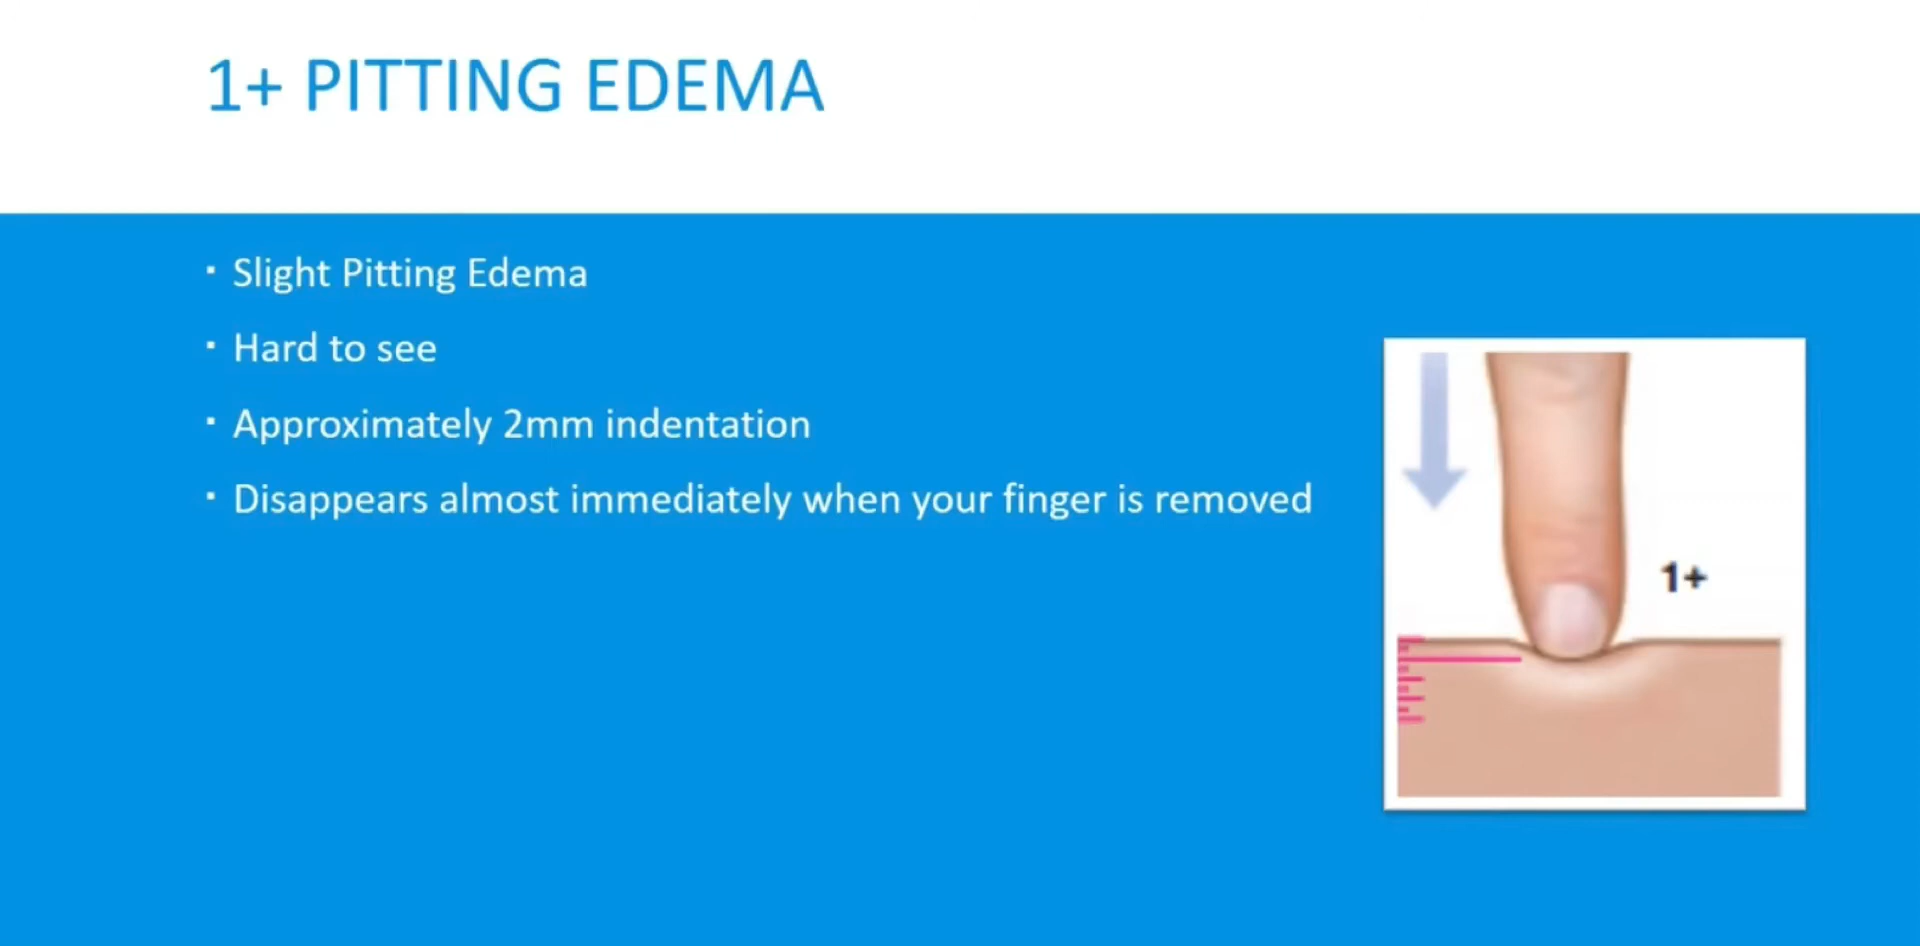 1+ PITTING EDEMA
▪ Slight Pitting Edema
▪ Hard to see
▪ Approximately 2mm indentation
▪ Disappears almost immediately when your finger is removed
1+